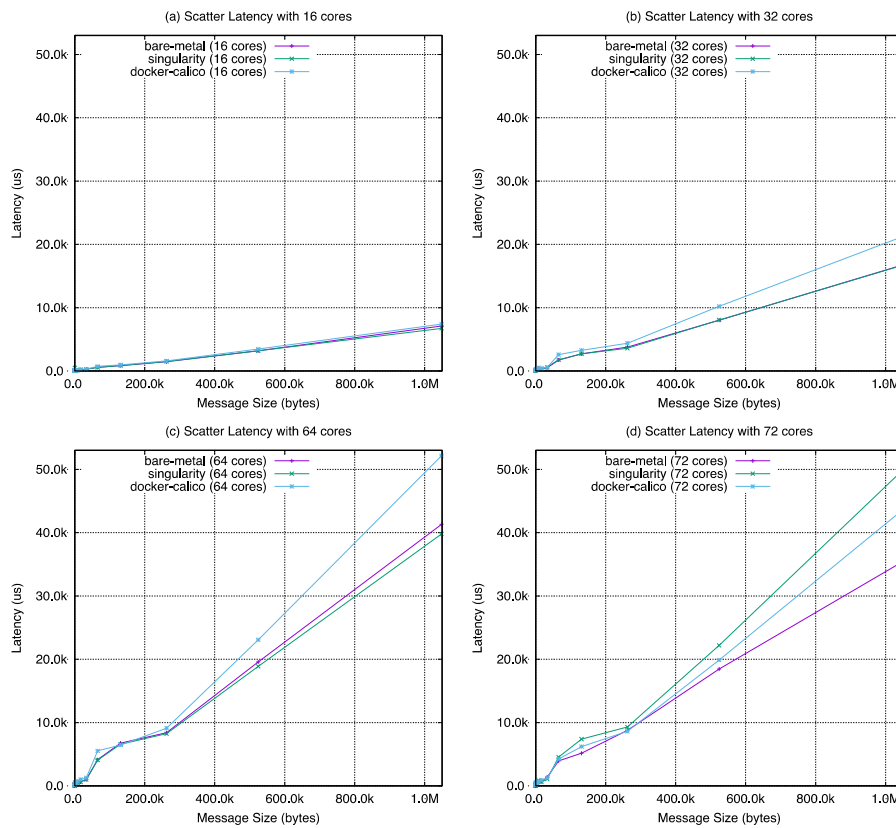 (a) Scatter Latency with 16 cores
50.0k
40.0k
30.0k
20.0k
10.0k
0.0
Latency (us)
bare-metal (16 cores)
singularity (16 cores)
docker-calico (16 cores)
0.0 200.0k 400.0k 600.0k 800.0k 1.0M
Message Size (bytes)
(b) Scatter Latency with 32 cores
50.0k
40.0k
30.0k
20.0k
10.0k
0.0
Latency (us)
bare-metal (32 cores)
singularity (32 cores)
docker-calico (32 cores)
0.0 200.0k 400.0k 600.0k 800.0k 1.0M
Message Size (bytes)
(c) Scatter Latency with 64 cores
50.0k
40.0k
30.0k
20.0k
10.0k
0.0
Latency (us)
bare-metal (64 cores)
singularity (64 cores)
docker-calico (64 cores)
0.0 200.0k 400.0k 600.0k 800.0k 1.0M
Message Size (bytes)
(d) Scatter Latency with 72 cores
50.0k
40.0k
30.0k
20.0k
10.0k
0.0
Latency (us)
bare-metal (72 cores)
singularity (72 cores)
docker-calico (72 cores)
0.0 200.0k 400.0k 600.0k 800.0k 1.0M
Message Size (bytes)